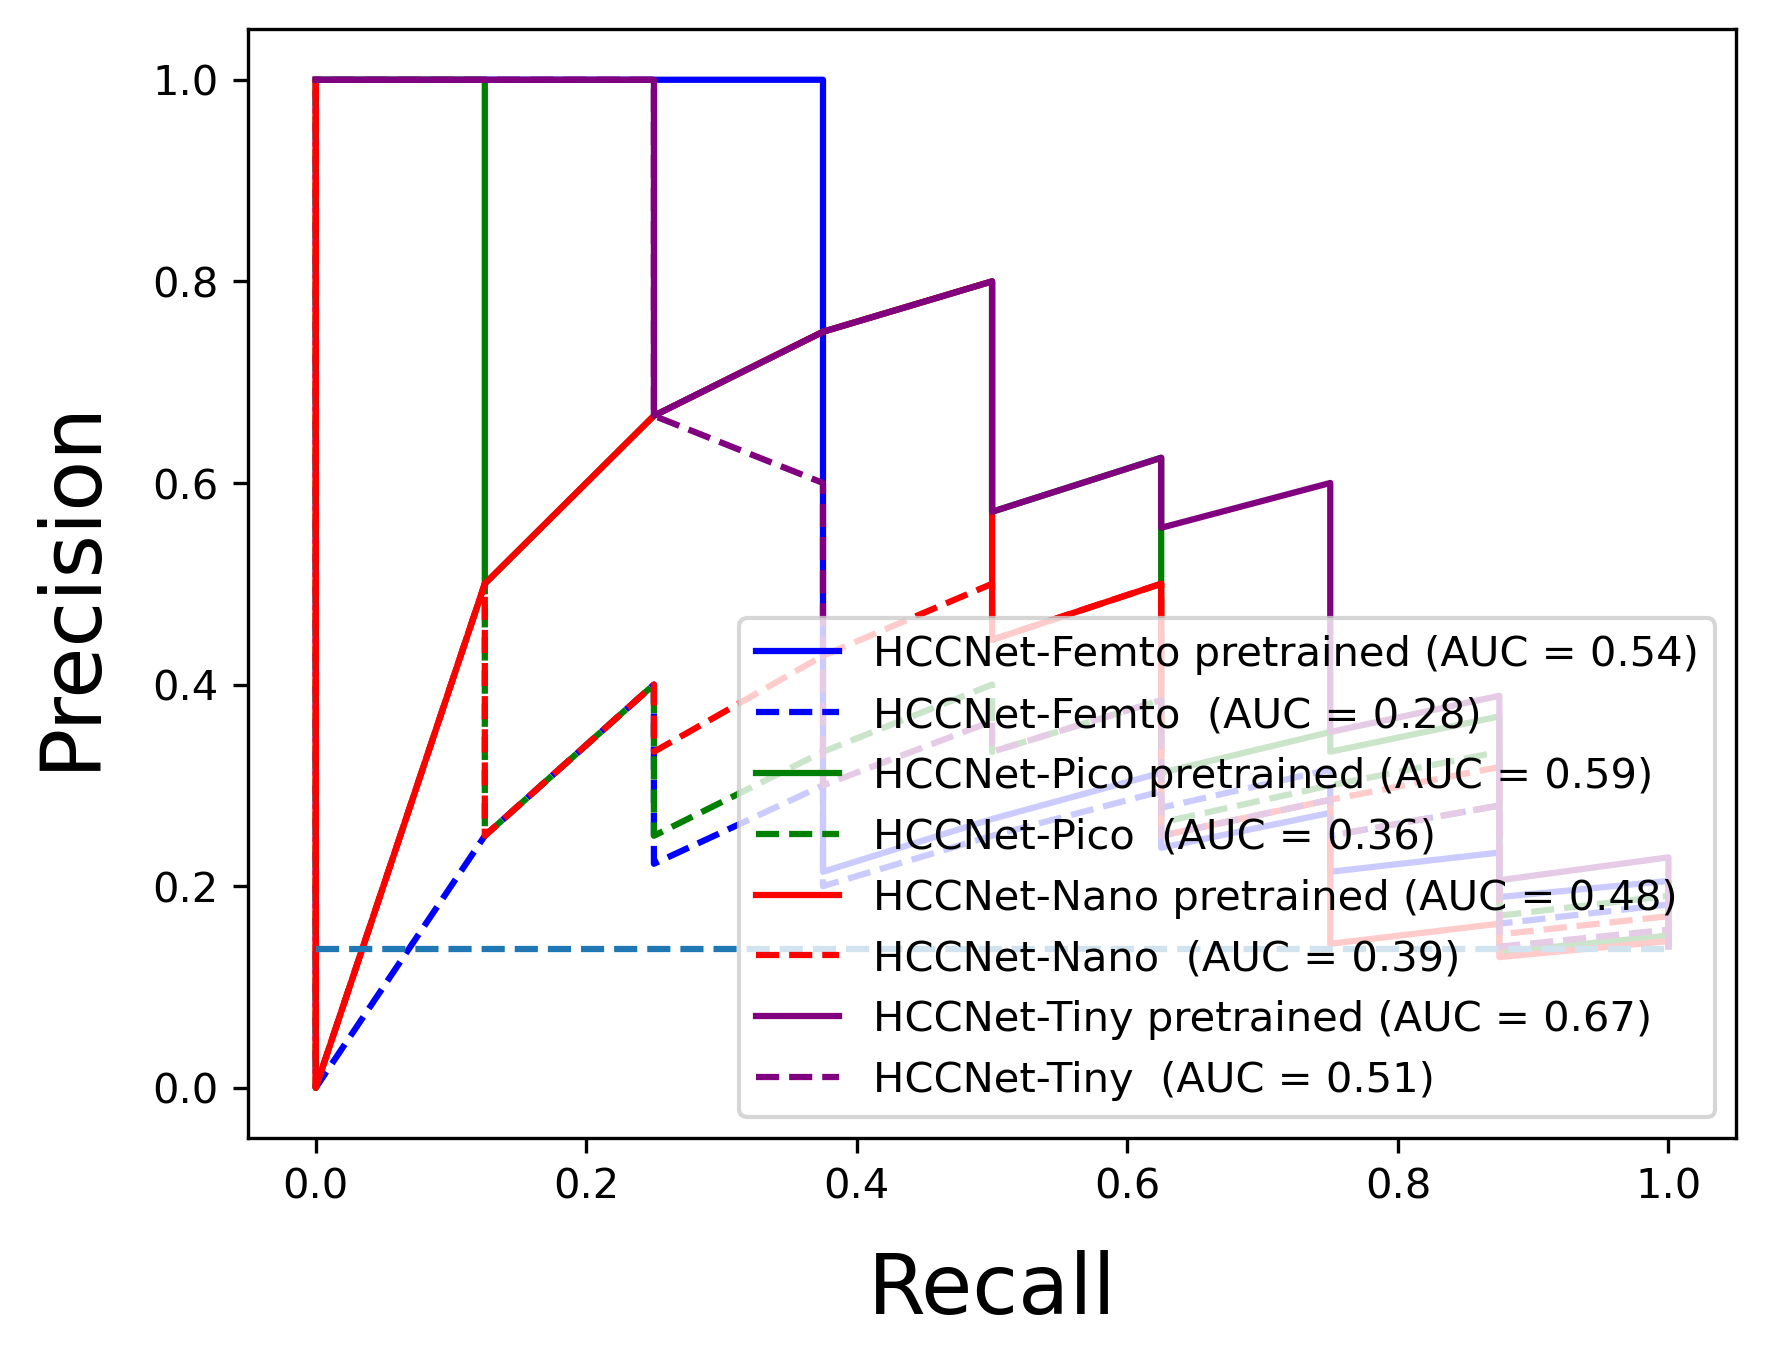 Precision
1.0
0.8
0.6
0.4
0.2
0.0
HCCNet-Femto pretrained (AUC = 0.54)
HCCNet-Femto (AUC = 0.28)
HCCNet-Pico pretrained (AUC = 0.59)
HCCNet-Pico (AUC = 0.36)
HCCNet-Nano pretrained (AUC = 0.48)
HCCNet-Nano (AUC = 0.39)
HCCNet-Tiny pretrained (AUC = 0.67)
HCCNet-Tiny (AUC = 0.51)
0.0 0.2 0.4 0.6 0.8 1.0
Recall